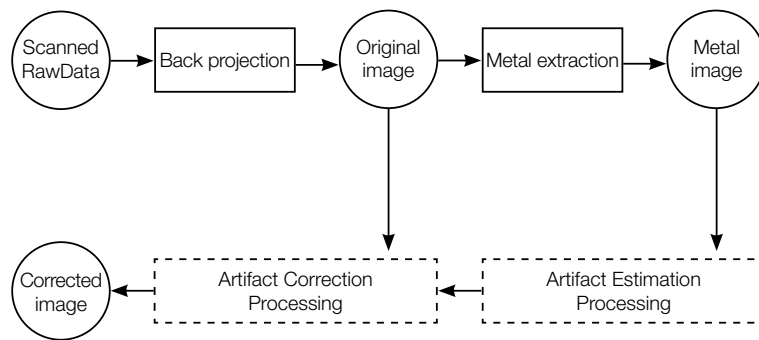 Scanned
RawData
Back projection
Original
image
Metal extraction
Metal
image
Corrected
image
Artifact Correction
Processing
Artifact Estimation
Processing